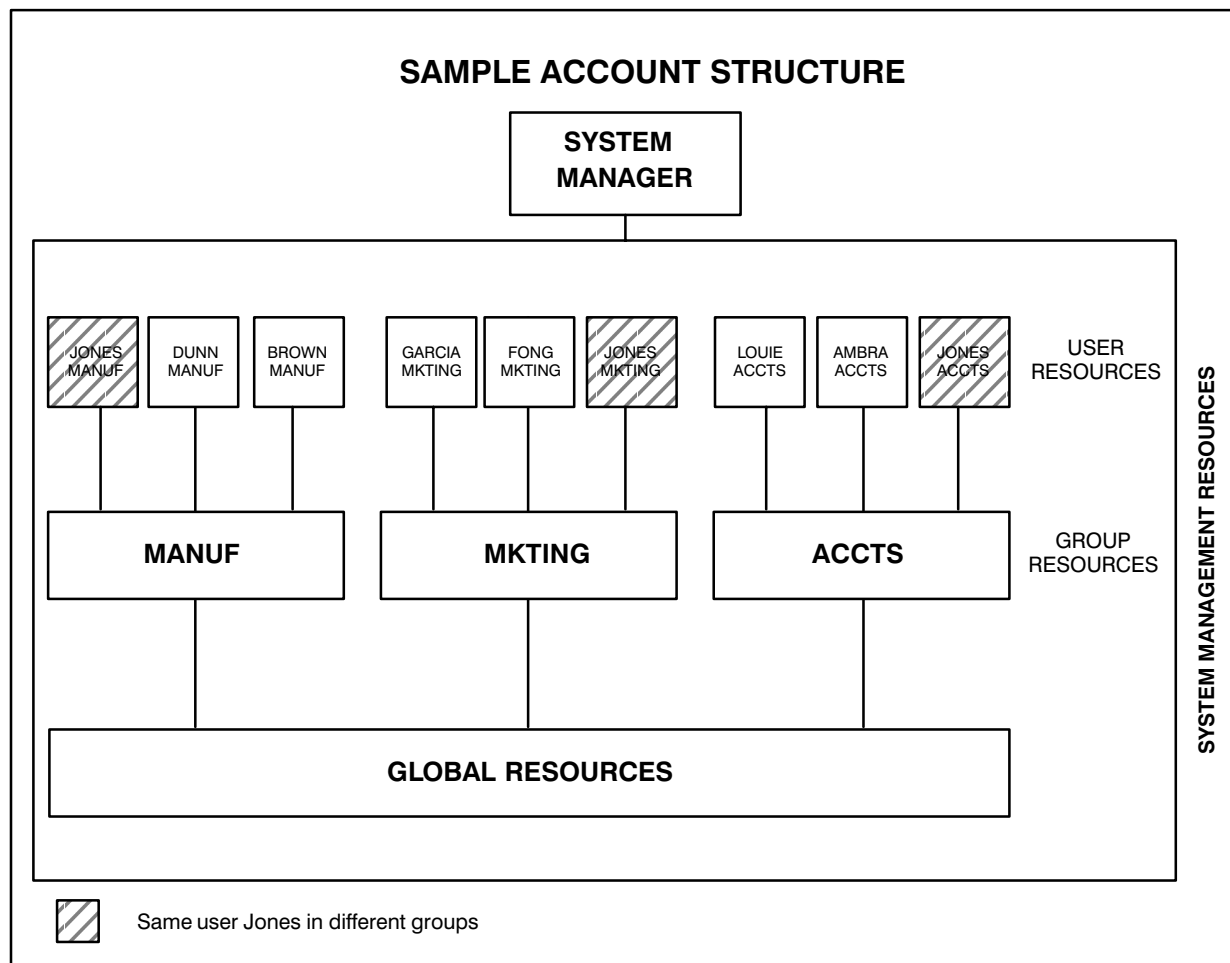 SAMPLE ACCOUNT STRUCTURE
SYSTEM
MANAGER
JONES
MANUF
DUNN
MANUF
BROWN
MANUF
GARCIA
MKTING
FONG
MKTING
JONES
MKTING
LOUIE
ACCTS
AMBRA
ACCTS
JONES
ACCTS
USER
RESOURCES
MANUF
MKTING
ACCTS
GROUP
RESOURCES
GLOBAL RESOURCES
SYSTEM MANAGEMENT RESOURCES
Same user Jones in different groups